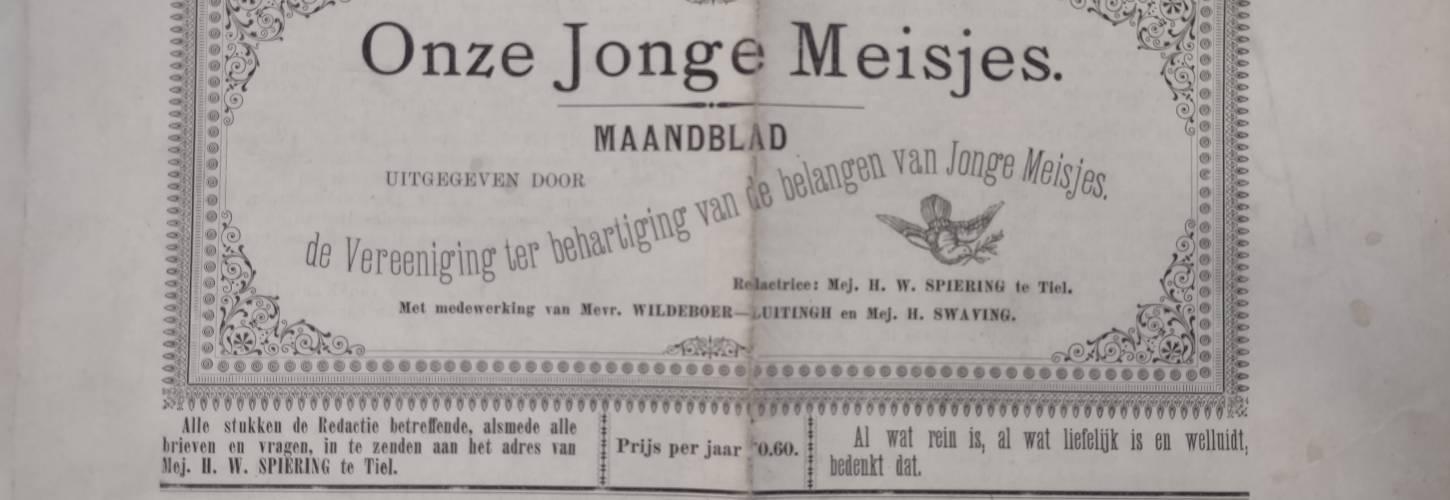 Onze Jonge Meisjes.
MAANDBLAD
UITGEGEVEN DOOR
de Vereeniging ter behartiging van de belangen van Jonge Meisjes.
Redactrice: Mej. H. W. SPIERING te Tiel.
Met medewerking van Mevr. WILDEBOER—LUITINGH en Mej. H. SWAVING.
Alle stukken de Redactie betreffende, alsmede alle
brieven en vragen, in te zenden aan het adres van
Mej. H. W. SPIERING te Tiel.
Prijs per jaar 0.60.
Al wat rein is, al wat liefelijk is en welluidt,
bedenkt dat.